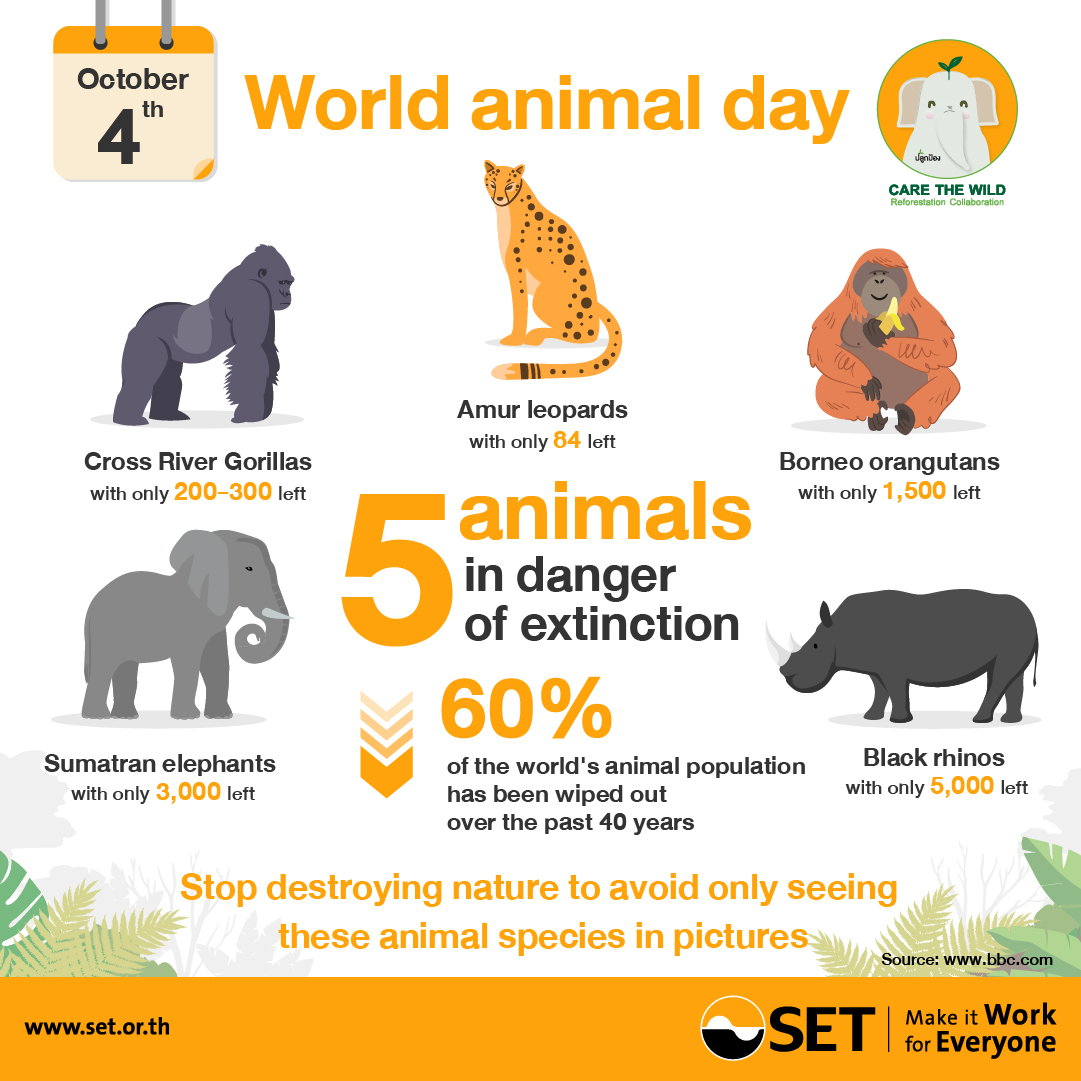 October
4th
World animal day
ปลูกป่อง
CARE THE WILD
Reforestation Collaboration
Amur leopards
with only 84 left
Cross River Gorillas
with only 200–300 left
Borneo orangutans
with only 1,500 left
5 animals
in danger
of extinction
Sumatran elephants
with only 3,000 left
60%
of the world's animal population
has been wiped out
over the past 40 years
Black rhinos
with only 5,000 left
Stop destroying nature to avoid only seeing
these animal species in pictures
Source: www.bbc.com
www.set.or.th
SET
Make it Work
for Everyone